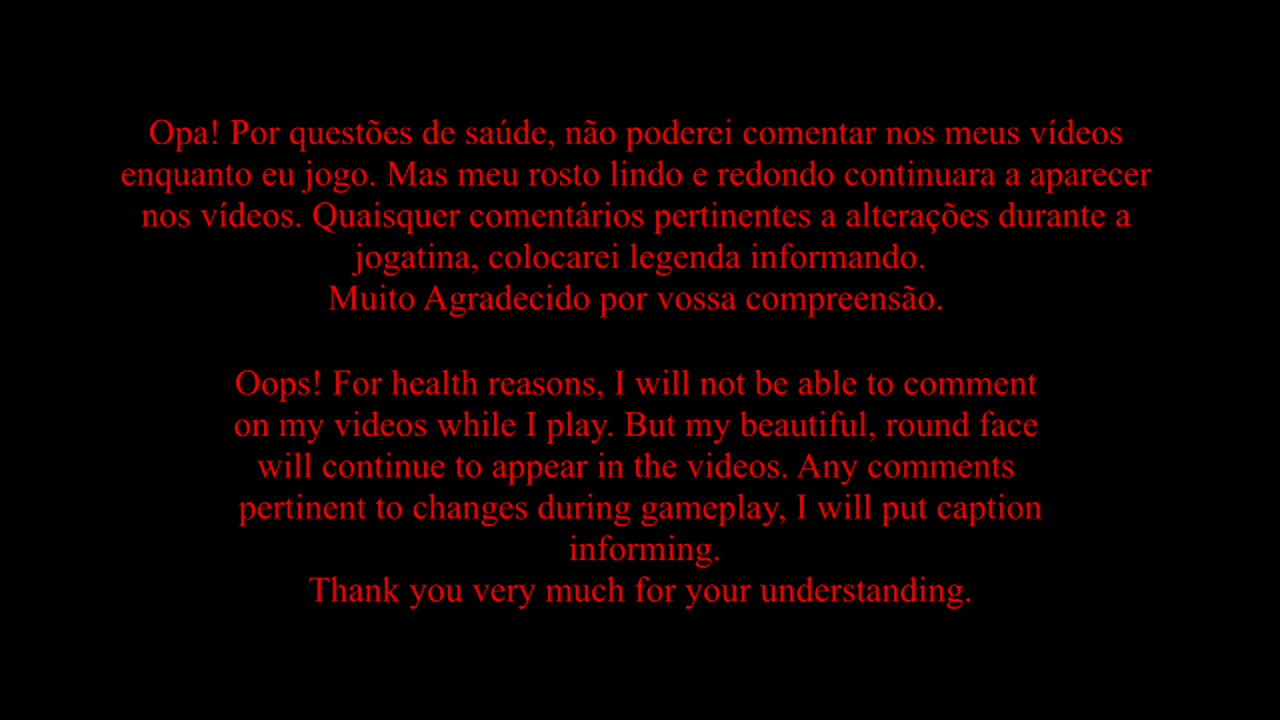 Opa! Por questões de saúde, não poderei comentar nos meus vídeos
enquanto eu jogo. Mas meu rosto lindo e redondo continuara a aparecer
nos vídeos. Quaisquer comentários pertinentes a alterações durante a
jogatina, colocarei legenda informando.
Muito Agradecido por vossa compreensão.
Oops! For health reasons, I will not be able to comment
on my videos while I play. But my beautiful, round face
will continue to appear in the videos. Any comments
pertinent to changes during gameplay, I will put caption
informing.
Thank you very much for your understanding.